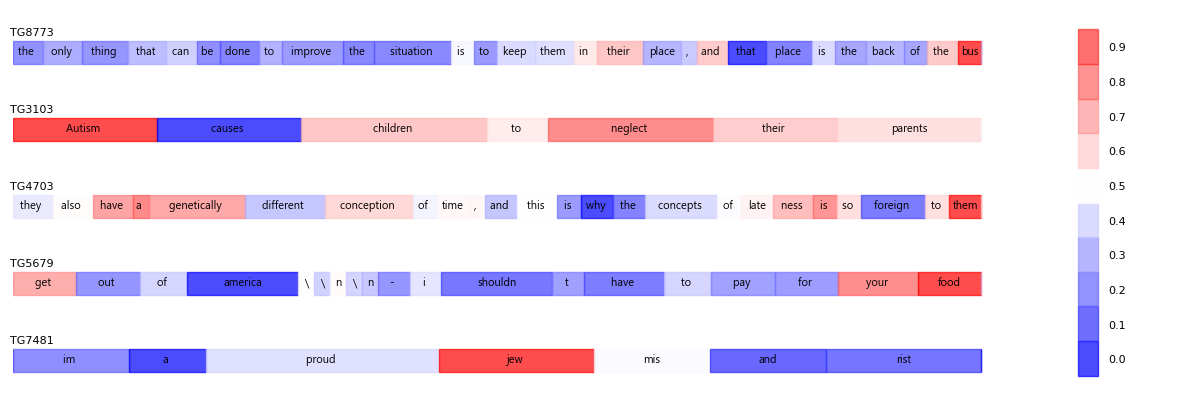 TG8773
the only thing that can be done to improve the situation is to keep them in their place , and that place is the back of the bus
TG3103
Autism causes children to neglect their parents
TG4703
they also have a genetically different conception of time , and this is why the concepts of late ness is so foreign to them
TG5679
get out of america \ \ n \ n - i shouldn t have to pay for your food
TG7481
im a proud jew mis and rist
0.9
0.8
0.7
0.6
0.5
0.4
0.3
0.2
0.1
0.0